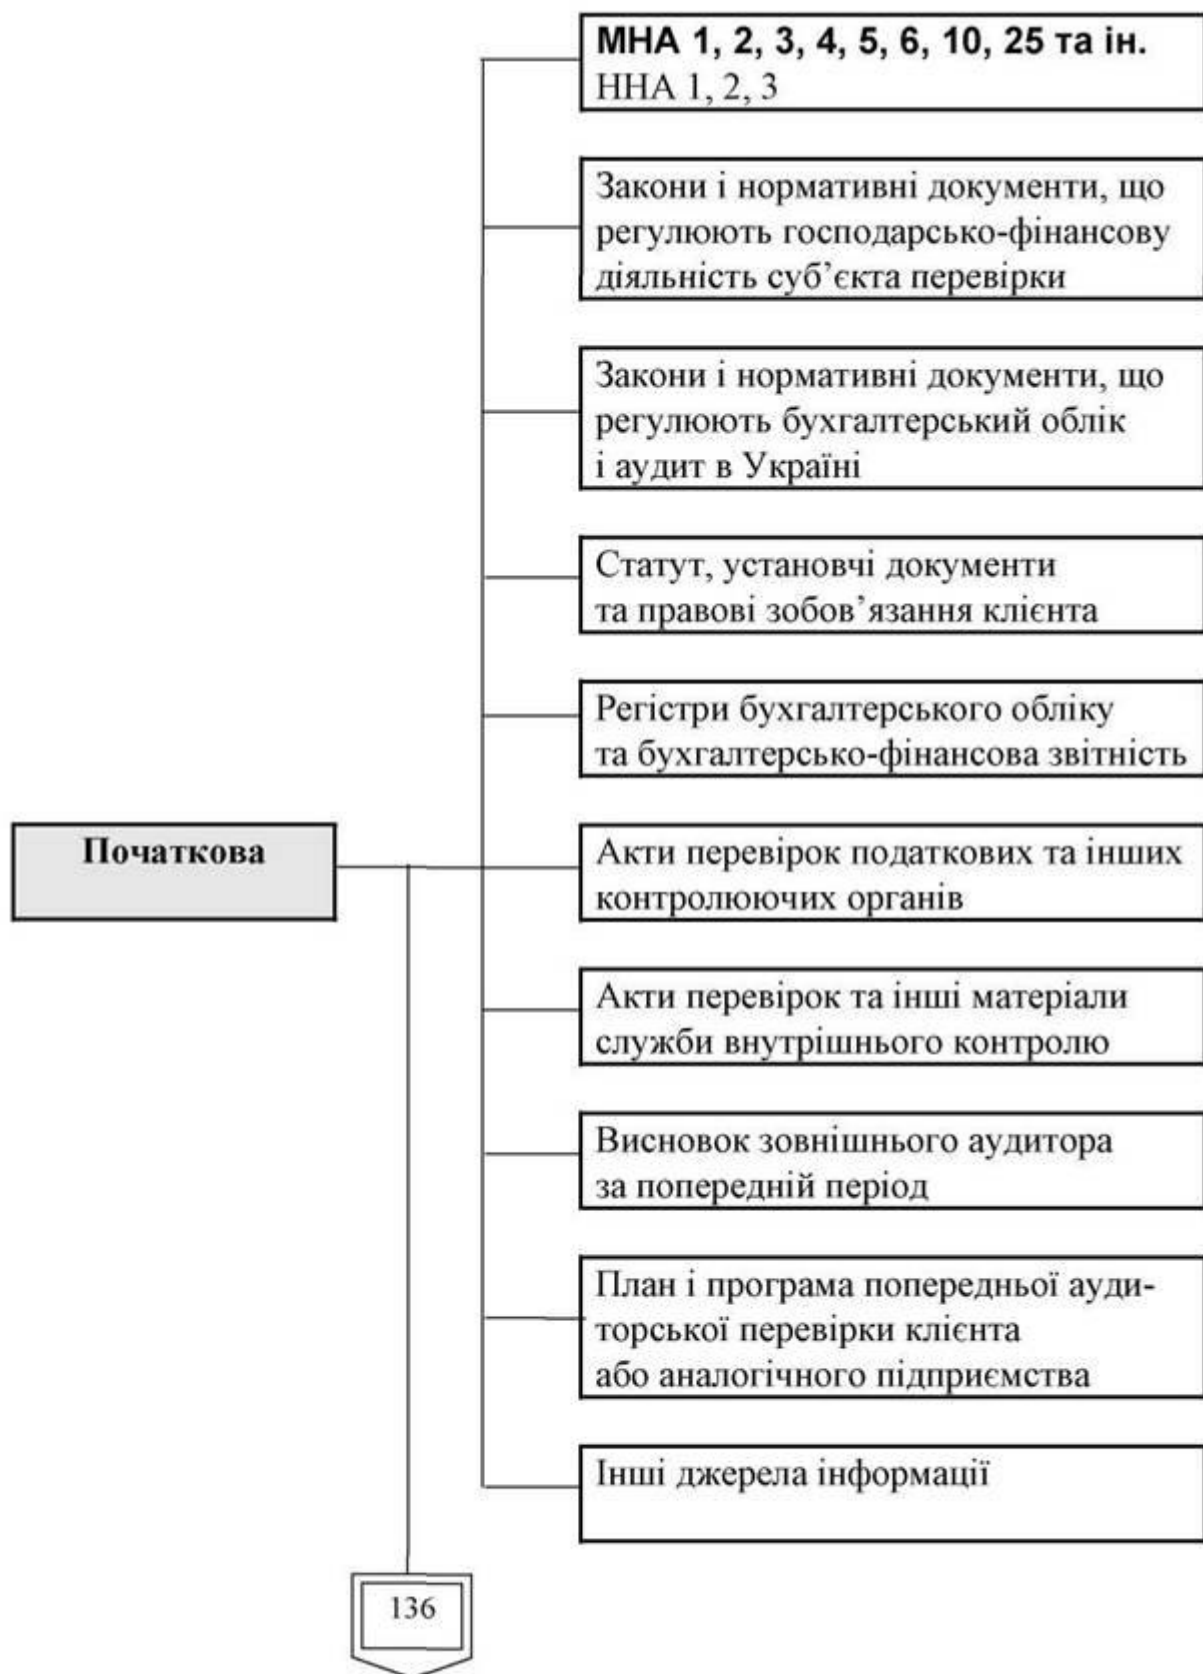 МНА 1, 2, 3, 4, 5, 6, 10, 25 та ін.
ННА 1, 2, 3
Закони і нормативні документи, що
регулюють господарсько-фінансову
діяльність суб’єкта перевірки
Закони і нормативні документи, що
регулюють бухгалтерський облік
і аудит в Україні
Статут, установчі документи
та правові зобов’язання клієнта
Регістри бухгалтерського обліку
та бухгалтерсько-фінансова звітність
Початкова
Акти перевірок податкових та інших
контролюючих органів
Акти перевірок та інші матеріали
служби внутрішнього контролю
Висновок зовнішнього аудитора
за попередній період
План і програма попередньої ауди-
торської перевірки клієнта
або аналогічного підприємства
Інші джерела інформації
136